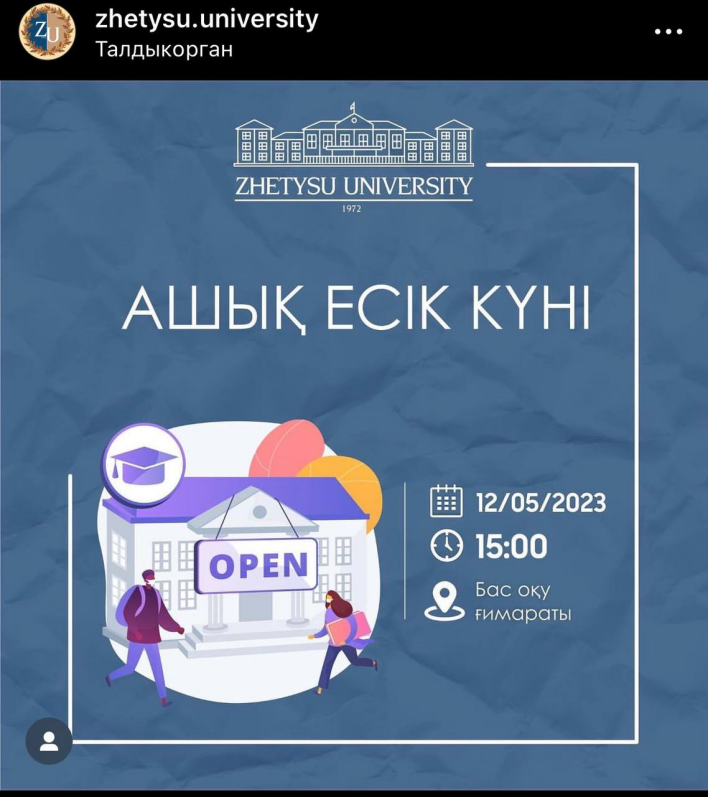 zhetysu.university
Талдыкорган
ZU
ZHETYSU UNIVERSITY
1972
АШЫҚ ЕСІК КҮНІ
OPEN
12/05/2023
15:00
Бас оқу
ғимараты